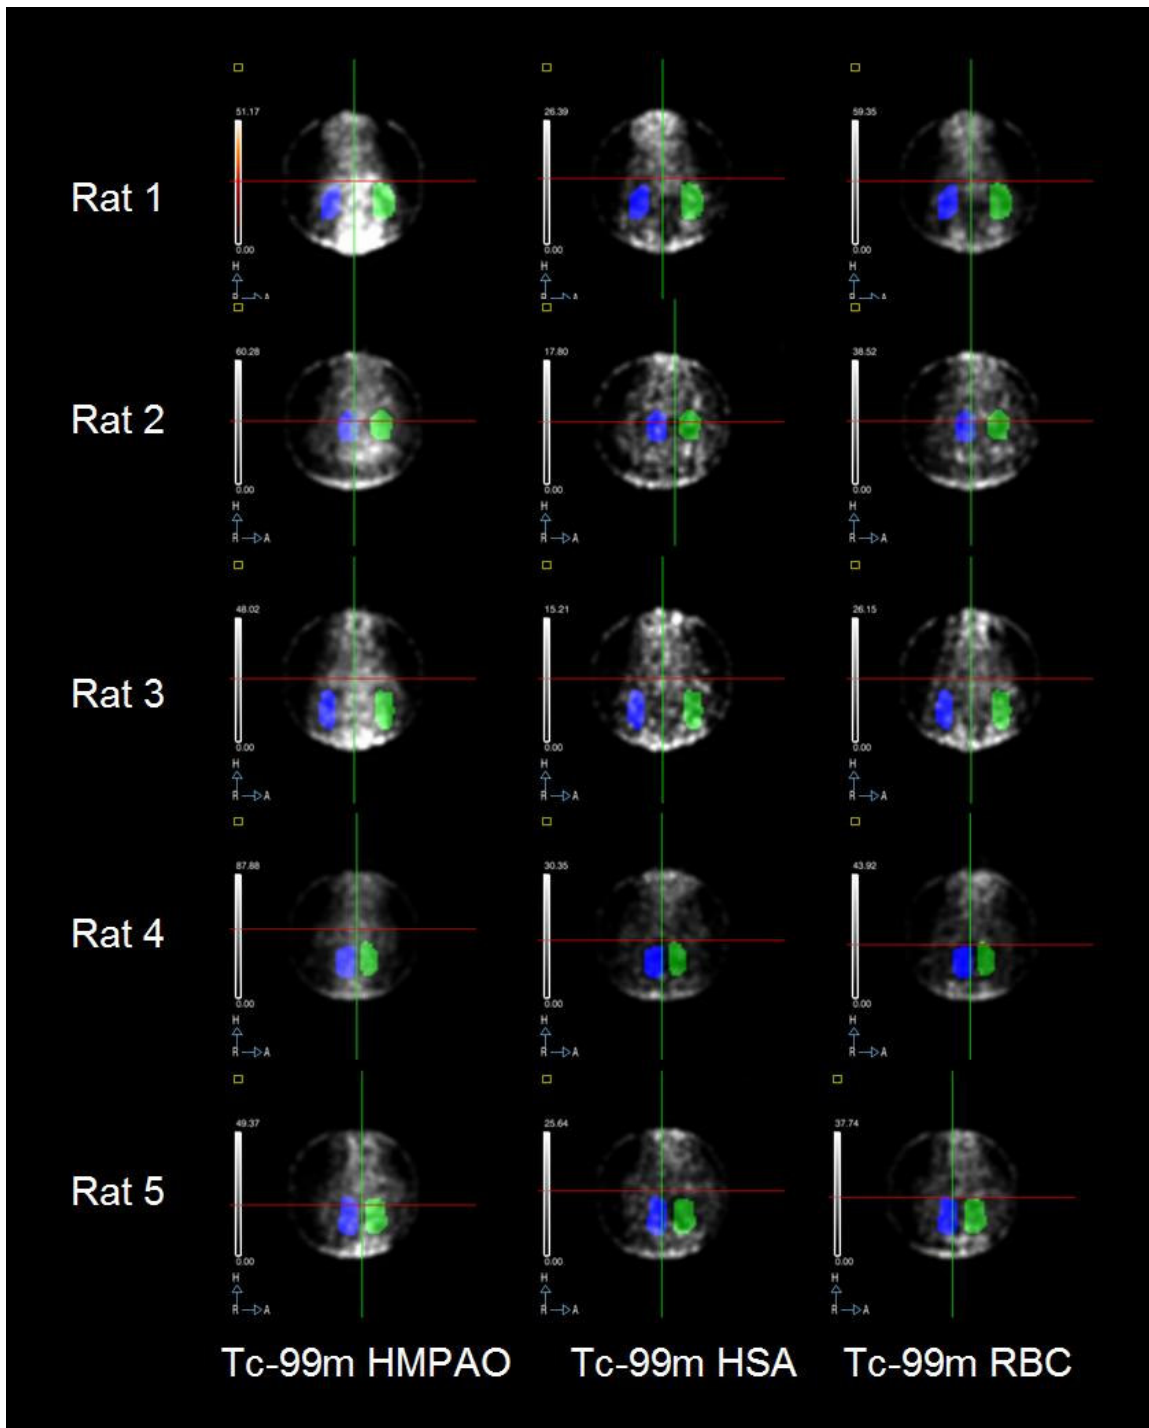 51.17 26.39 59.35
Rat 1
0.00 0.00 0.00
H H H
R A R A R A
60.28 17.80 38.52
Rat 2
0.00 0.00 0.00
H H H
R A R A R A
48.02 15.21 26.15
Rat 3
0.00 0.00 0.00
H H H
R A R A R A
87.88 30.35 43.92
Rat 4
0.00 0.00 0.00
H H H
R A R A R A
49.37 25.64 37.74
Rat 5
0.00 0.00 0.00
H H H
R A R A R A
Tc-99m HMPAO Tc-99m HSA Tc-99m RBC